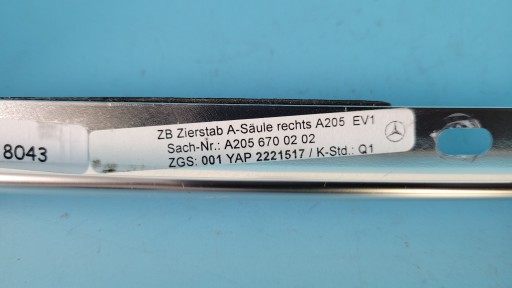 ZB Zierstab A-Säule rechts A205 EV1
Sach-Nr.: A205 670 02 02
ZGS: 001 YAP 2221517 / K-Std.: Q1
8043